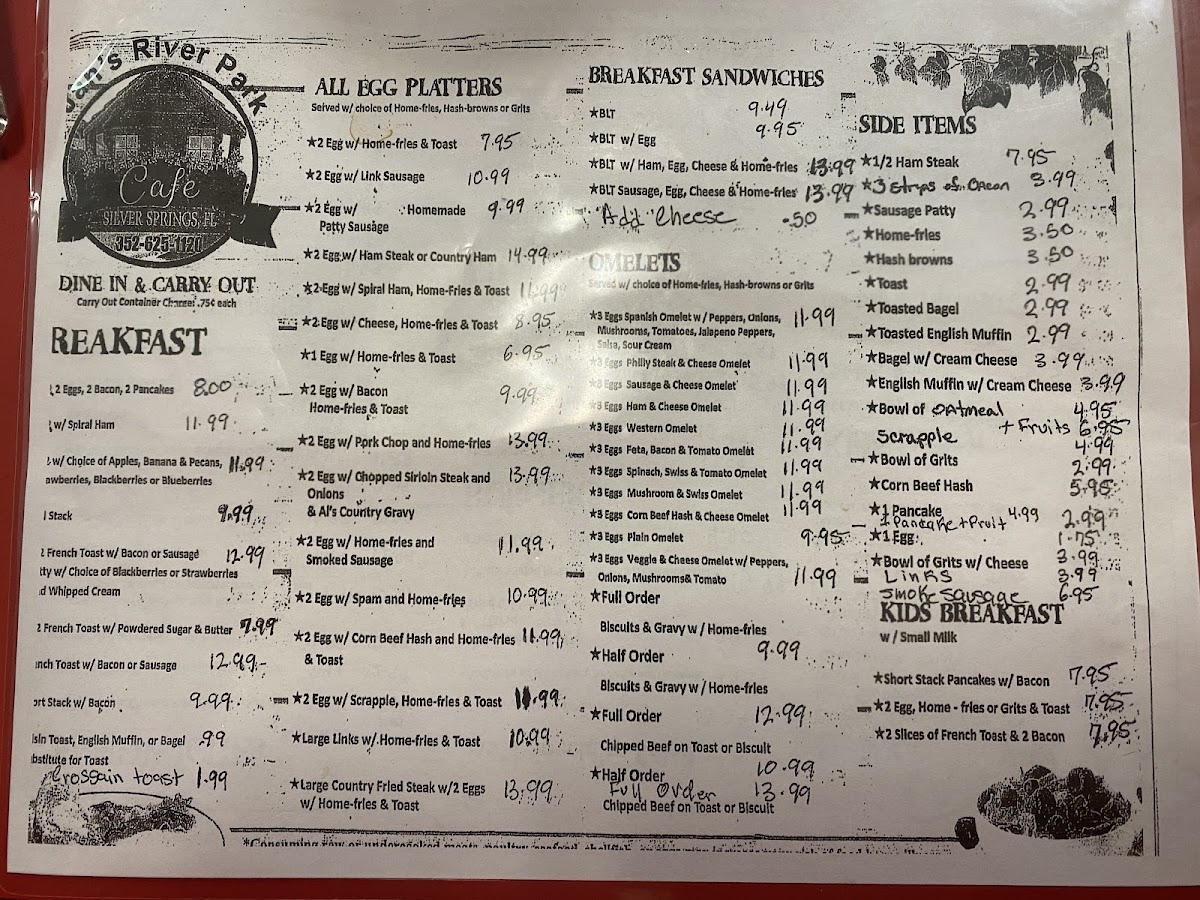 River Park
Cafe
SILVER SPRINGS, FL
352-625-1120
DINE IN & CARRY OUT
Carry Out Container Charge: .75¢ each
REAKFAST
2 Eggs, 2 Bacon, 2 Pancakes 8.00
w/ Spiral Ham 11.99
w/ Choice of Apples, Banana & Pecans, 11.99
awberries, Blackberries or Blueberries
l Stack 9.99
2 French Toast w/ Bacon or Sausage 12.99
tty w/ Choice of Blackberries or Strawberries
d Whipped Cream
2 French Toast w/ Powdered Sugar & Butter 7.99
nch Toast w/ Bacon or Sausage 12.99
ort Stack w/ Bacon 9.99
isin Toast, English Muffin, or Bagel .99
bstitute for Toast
Crossain toast 1.99
ALL EGG PLATTERS
Served w/ choice of Home-fries, Hash-browns or Grits
★2 Egg w/ Home-fries & Toast 7.95
★2 Egg w/ Link Sausage 10.99
★2 Egg w/ Homemade 9.99
Patty Sausage
★2 Egg w/ Ham Steak or Country Ham 14.99
★2 Egg w/ Spiral Ham, Home-Fries & Toast 11.99
★2 Egg w/ Cheese, Home-fries & Toast 8.95
★1 Egg w/ Home-fries & Toast 6.95
★2 Egg w/ Bacon 9.99
Home-fries & Toast
★2 Egg w/ Pork Chop and Home-fries 13.99
★2 Egg w/ Chopped Sirloin Steak and 13.99
Onions
& Al's Country Gravy
★2 Egg w/ Home-fries and 11.99
Smoked Sausage
★2 Egg w/ Spam and Home-fries 10.99
★2 Egg w/ Corn Beef Hash and Home-fries 11.99
& Toast
★2 Egg w/ Scrapple, Home-fries & Toast 11.99
★Large Links w/ Home-fries & Toast 10.99
★Large Country Fried Steak w/2 Eggs 13.99
w/ Home-fries & Toast
BREAKFAST SANDWICHES
★BLT 9.49
★BLT w/ Egg 9.95
★BLT w/ Ham, Egg, Cheese & Home-fries 13.99
★BLT Sausage, Egg, Cheese & Home-fries 13.99
"Add" Cheese .50
OMELETS
Served w/ choice of Home-fries, Hash-browns or Grits
★3 Eggs Spanish Omelet w/ Peppers, Onions, 11.99
Mushrooms, Tomatoes, Jalapeno Peppers,
Salsa, Sour Cream
★3 Eggs Philly Steak & Cheese Omelet 11.99
★3 Eggs Sausage & Cheese Omelet 11.99
★3 Eggs Ham & Cheese Omelet 11.99
★3 Eggs Western Omelet 11.99
★3 Eggs Feta, Bacon & Tomato Omelet 11.99
★3 Eggs Spinach, Swiss & Tomato Omelet 11.99
★3 Eggs Mushroom & Swiss Omelet 11.99
★3 Eggs Corn Beef Hash & Cheese Omelet 11.99
★3 Eggs Plain Omelet 9.95
★3 Eggs Veggie & Cheese Omelet w/ Peppers,
Onions, Mushrooms& Tomato 11.99
★Full Order
Biscuits & Gravy w/ Home-fries
★Half Order 9.99
Biscuits & Gravy w/ Home-fries
★Full Order 12.99
Chipped Beef on Toast or Biscuit
★Half Order 10.99
Full Order 13.99
Chipped Beef on Toast or Biscuit
SIDE ITEMS
★1/2 Ham Steak 7.95
★3 strips of Bacon 3.99
★Sausage Patty 2.99
★Home-fries 3.50
★Hash browns 3.50
★Toast 2.99
★Toasted Bagel 2.99
★Toasted English Muffin 2.99
★Bagel w/ Cream Cheese 3.99
★English Muffin w/ Cream Cheese 3.99
★Bowl of oatmeal 4.95
+ Fruits 6.95
Scrapple 4.99
★Bowl of Grits 2.99
★Corn Beef Hash 5.95
★1 Pancake 2.99
1 Pancake + Fruit 4.99
★1 Egg 1.75
★Bowl of Grits w/ Cheese 3.99
Links 3.99
smoke sausage 6.95
KIDS BREAKFAST
w/ Small Milk
★Short Stack Pancakes w/ Bacon 7.95
★2 Egg, Home - fries or Grits & Toast 7.95
★2 Slices of French Toast & 2 Bacon 7.95
*Consuming raw or undercooked meats, poultry, seafood, shellfish,